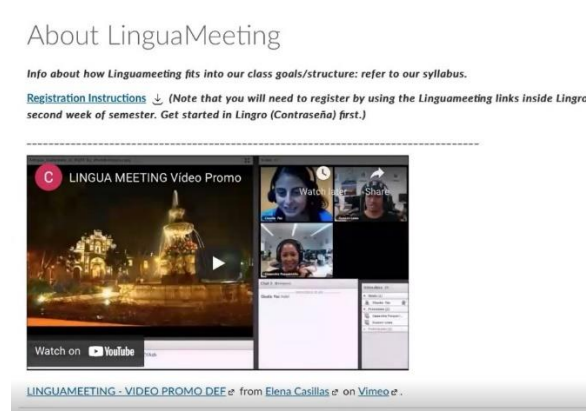 About LinguaMeeting
Info about how Linguameeting fits into our class goals/structure: refer to our syllabus.
Registration Instructions (Note that you will need to register by using the Linguameeting links inside Lingro
second week of semester. Get started in Lingro (Contraseña) first.)
C LINGUA MEETING Vídeo Promo
Watch later
Share
Watch on YouTube
LINGUAMEETING - VIDEO PROMO DEF from Elena Casillas on Vimeo.